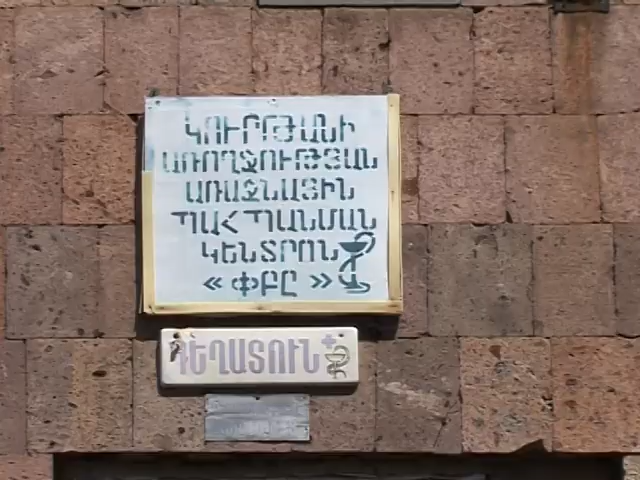 ԿՈՒՐԹԱՆԻ
ԱՌՈՂՋՈՒԹՅԱՆ
ԱՌԱՋՆԱՅԻՆ
ՊԱՀՊԱՆՄԱՆ
ԿԵՆՏՐՈՆ
« ՓԲԸ »
ԴԵՂԱՏՈՒՆ